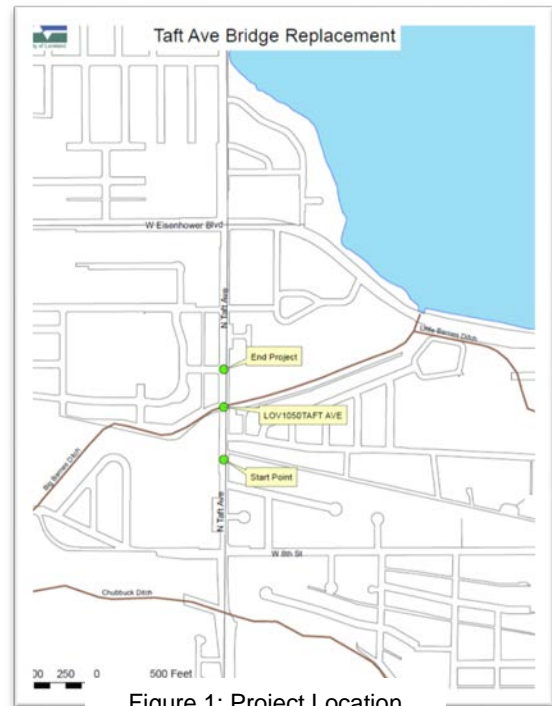 Taft Ave Bridge Replacement
W Eisenhower Blvd
N Taft Ave
Little Barnes Ditch
End Project
LOV1050TAFT AVE
Big Barnes Ditch
Start Point
N Taft Ave
W 8th St
Chubbuck Ditch
250 0 500 Feet
Figure 1: Project Location